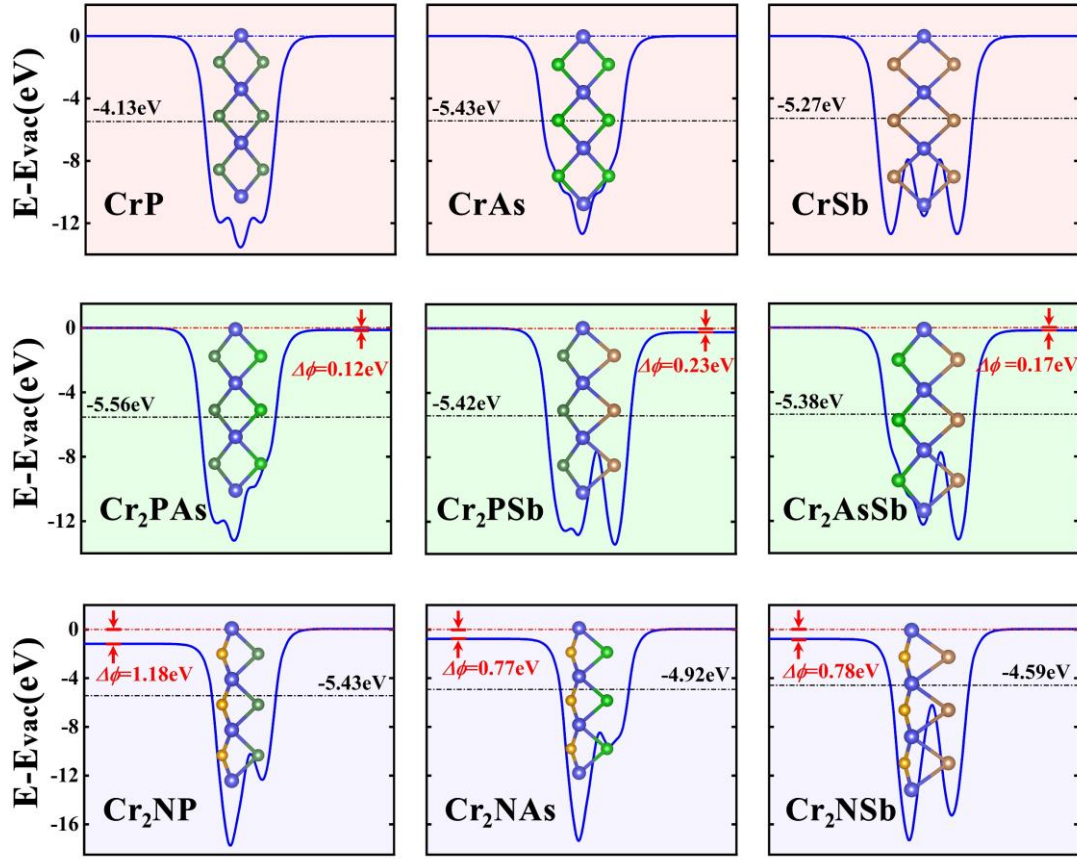 E-Evac(eV)
0
-4
-8
-12
-4.13eV
CrP
-5.43eV
CrAs
-5.27eV
CrSb
0
-4
-8
-12
-5.56eV
Δϕ=0.12eV
Cr₂PAs
-5.42eV
Δϕ=0.23eV
Cr₂PSb
-5.38eV
Δϕ=0.17eV
Cr₂AsSb
E-Evac(eV)
0
-4
-8
-12
-16
Δϕ=1.18eV
-5.43eV
Cr₂NP
Δϕ=0.77eV
-4.92eV
Cr₂NAs
Δϕ=0.78eV
-4.59eV
Cr₂NSb
E-Evac(eV)